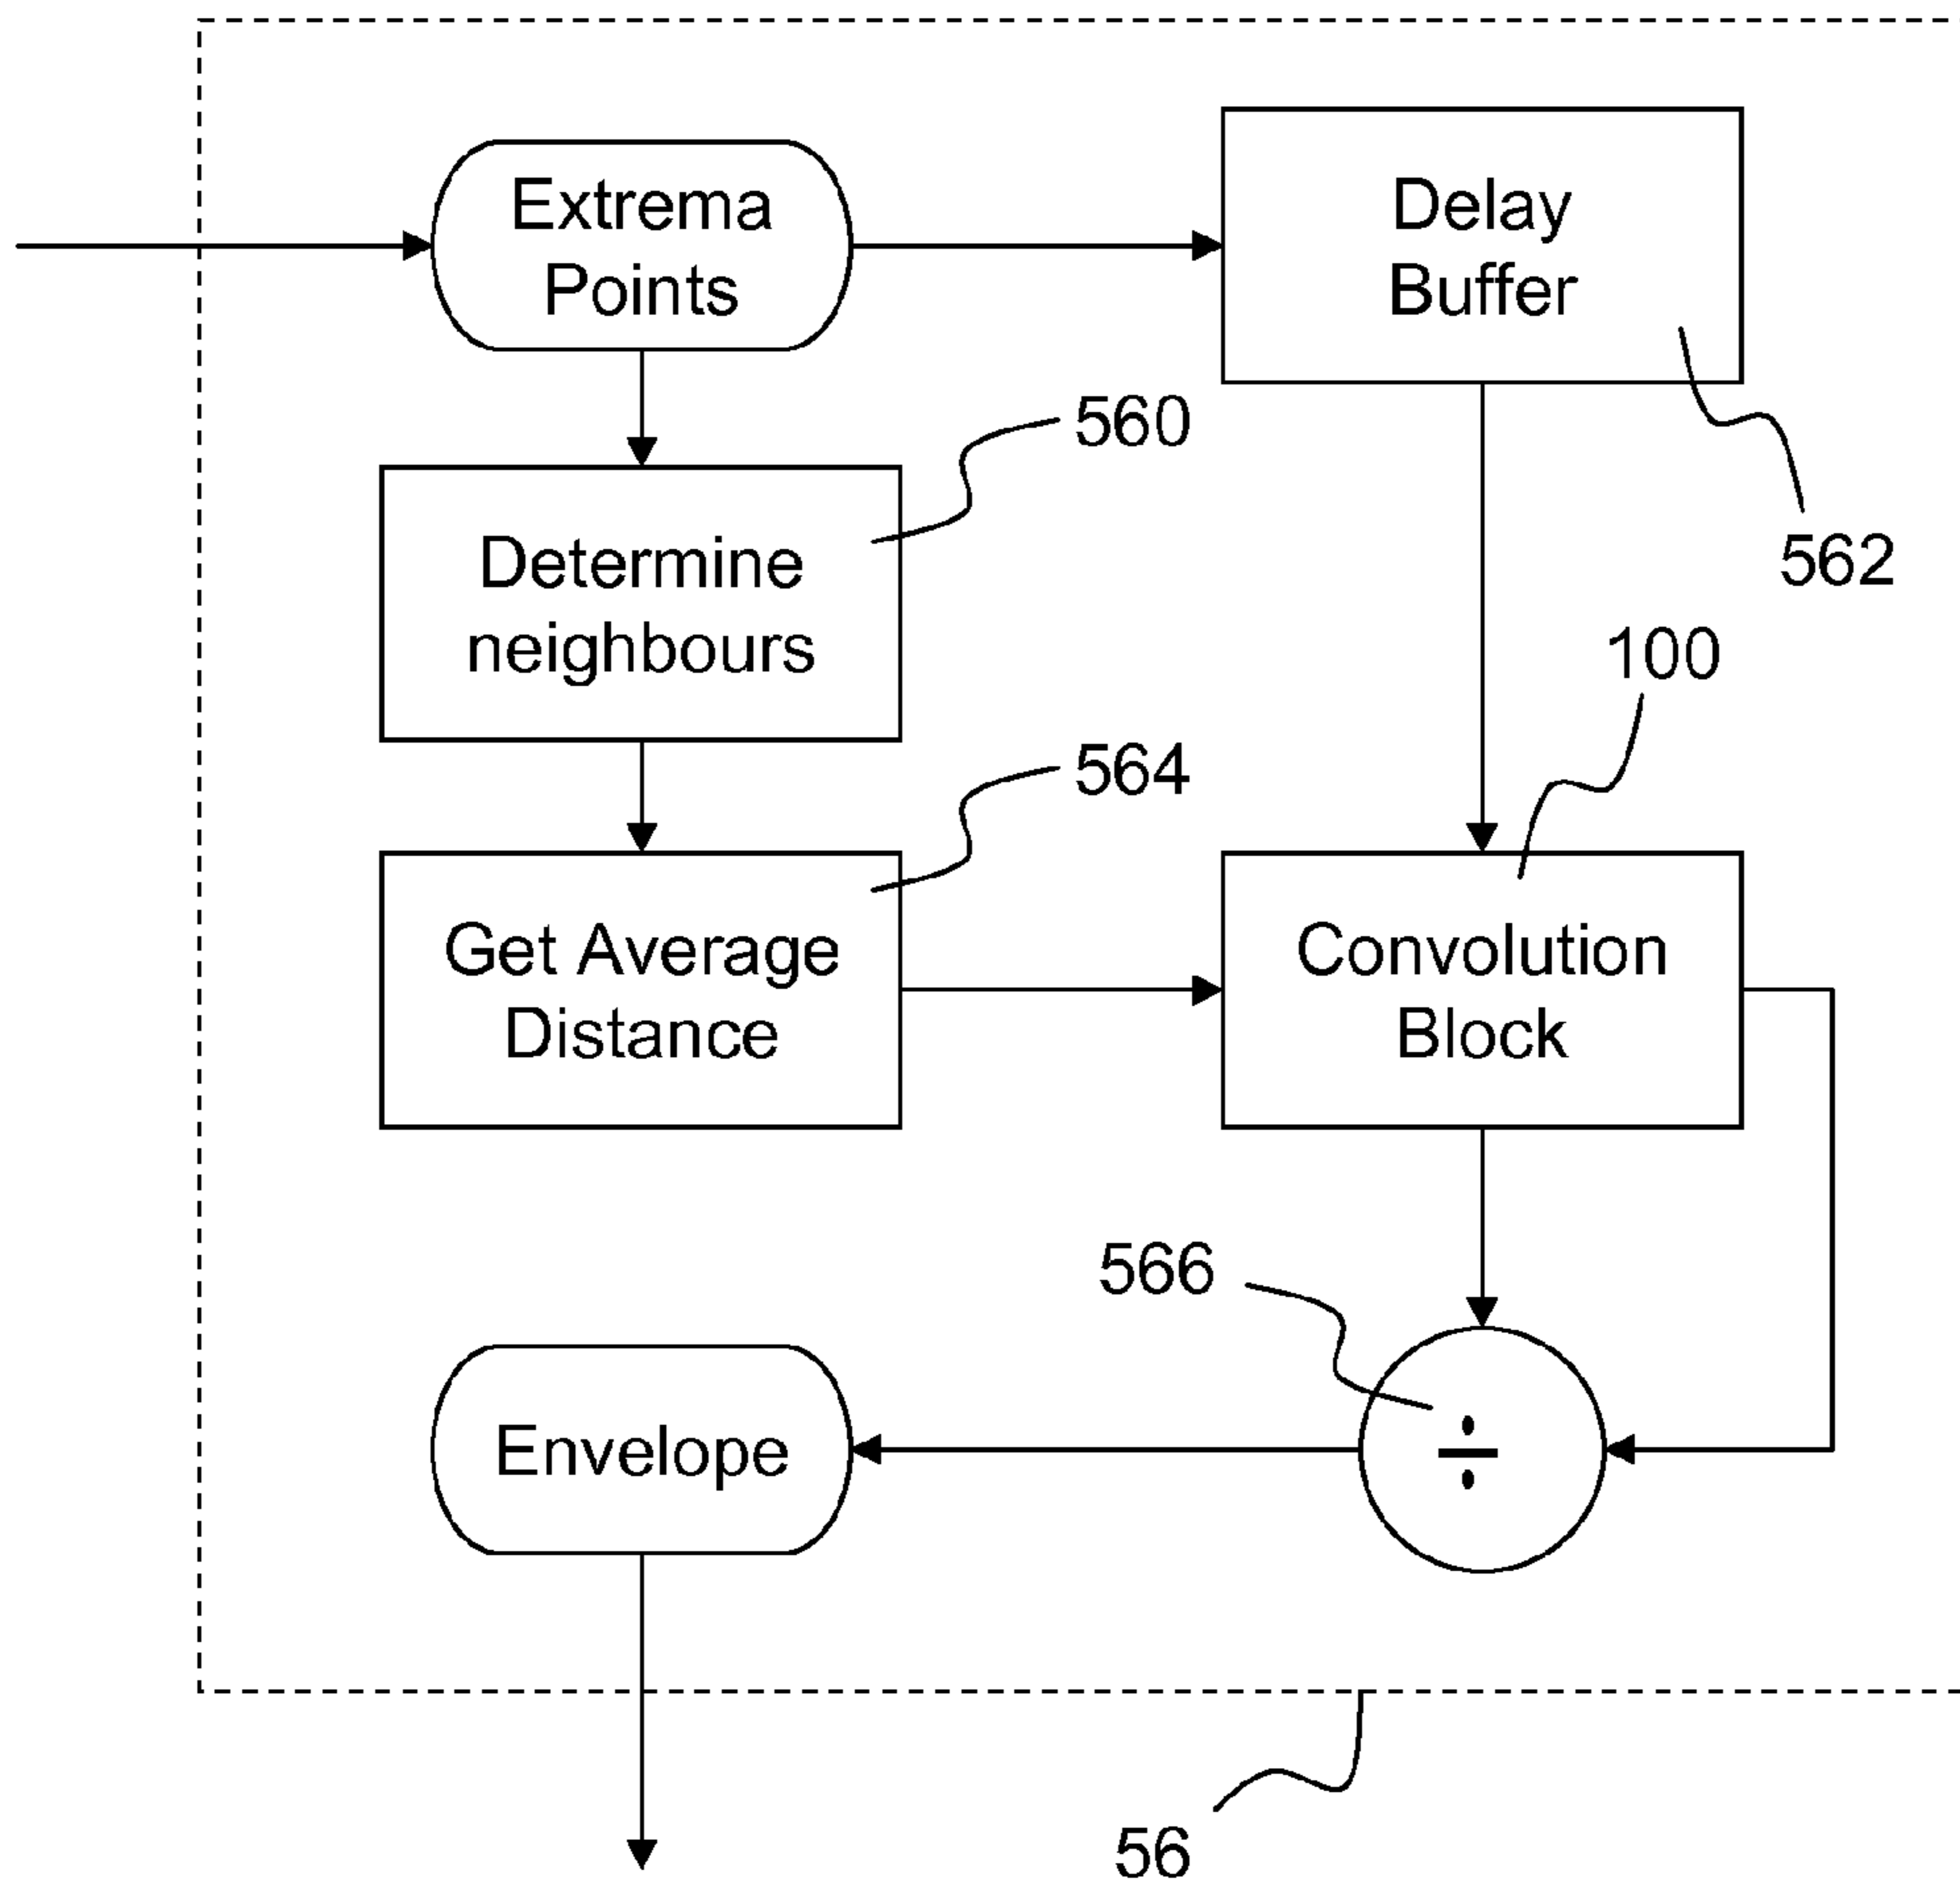 Extrema
Points
Delay
Buffer
560
Determine
neighbours
562
100
564
Get Average
Distance
Convolution
Block
566
Envelope
÷
56